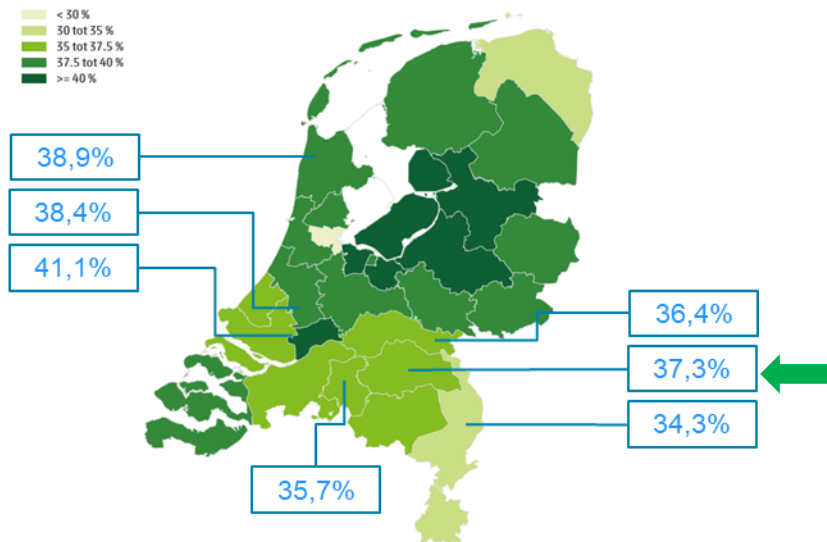 < 30 %
30 tot 35 %
35 tot 37.5 %
37.5 tot 40 %
>= 40 %
38,9%
38,4%
41,1%
36,4%
37,3%
34,3%
35,7%